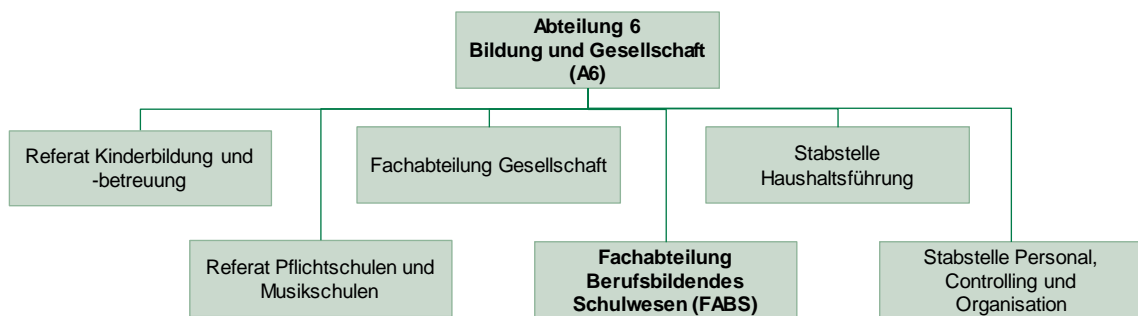 Abteilung 6
Bildung und Gesellschaft
(A6)
Referat Kinderbildung und
-betreuung
Fachabteilung Gesellschaft
Stabstelle
Haushaltsführung
Referat Pflichtschulen und
Musikschulen
Fachabteilung
Berufsbildendes
Schulwesen (FABS)
Stabstelle Personal,
Controlling und
Organisation